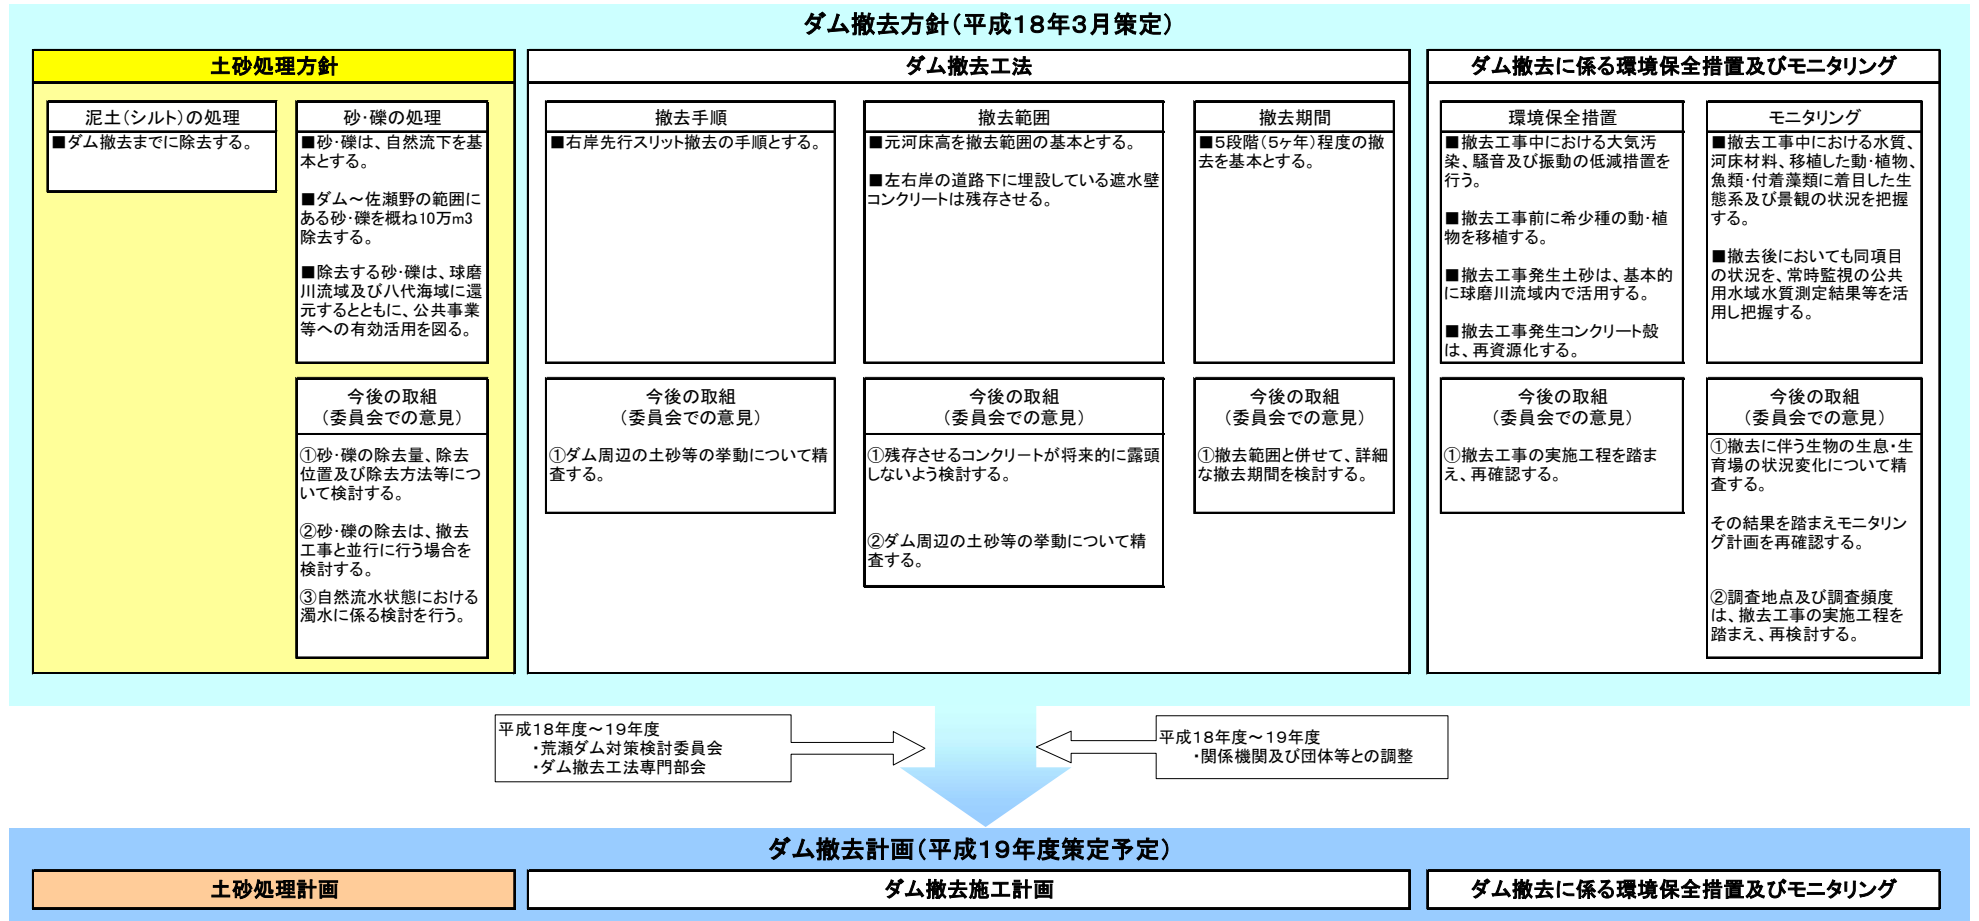 ダム撤去方針(平成18年3月策定)
土砂処理方針
泥土(シルト)の処理
■ダム撤去までに除去する。
砂・礫の処理
■砂・礫は、自然流下を基
本とする。
■ダム～佐瀬野の範囲に
ある砂・礫を概ね10万m3
除去する。
■除去する砂・礫は、球磨
川流域及び八代海域に還
元するとともに、公共事業
等への有効活用を図る。
今後の取組
(委員会での意見)
①砂・礫の除去量、除去
位置及び除去方法等につ
いて検討する。
②砂・礫の除去は、撤去
工事と並行に行う場合を
検討する。
③自然流水状態における
濁水に係る検討を行う。
ダム撤去工法
撤去手順
■右岸先行スリット撤去の手順とする。
今後の取組
(委員会での意見)
①ダム周辺の土砂等の挙動について精
査する。
撤去範囲
■元河床高を撤去範囲の基本とする。
■左右岸の道路下に埋設している遮水壁
コンクリートは残存させる。
今後の取組
(委員会での意見)
①残存させるコンクリートが将来的に露頭
しないよう検討する。
②ダム周辺の土砂等の挙動について精
査する。
撤去期間
■5段階(5ヶ年)程度の撤
去を基本とする。
今後の取組
(委員会での意見)
①撤去範囲と併せて、詳細
な撤去期間を検討する。
ダム撤去に係る環境保全措置及びモニタリング
環境保全措置
■撤去工事中における大気汚
染、騒音及び振動の低減措置を
行う。
■撤去工事前に希少種の動・植
物を移植する。
■撤去工事発生土砂は、基本的
に球磨川流域内で活用する。
■撤去工事発生コンクリート殻
は、再資源化する。
今後の取組
(委員会での意見)
①撤去工事の実施工程を踏ま
え、再確認する。
モニタリング
■撤去工事中における水質、
河床材料、移植した動・植物、
魚類・付着藻類に着目した生
態系及び景観の状況を把握
する。
■撤去後においても同項目
の状況を、常時監視の公共
用水域水質測定結果等を活
用し把握する。
今後の取組
(委員会での意見)
①撤去に伴う生物の生息・生
育場の状況変化について精
査する。
その結果を踏まえモニタリン
グ計画を再確認する。
②調査地点及び調査頻度
は、撤去工事の実施工程を
踏まえ、再検討する。
平成18年度～19年度
・荒瀬ダム対策検討委員会
・ダム撤去工法専門部会
平成18年度～19年度
・関係機関及び団体等との調整
ダム撤去計画(平成19年度策定予定)
土砂処理計画
ダム撤去施工計画
ダム撤去に係る環境保全措置及びモニタリング